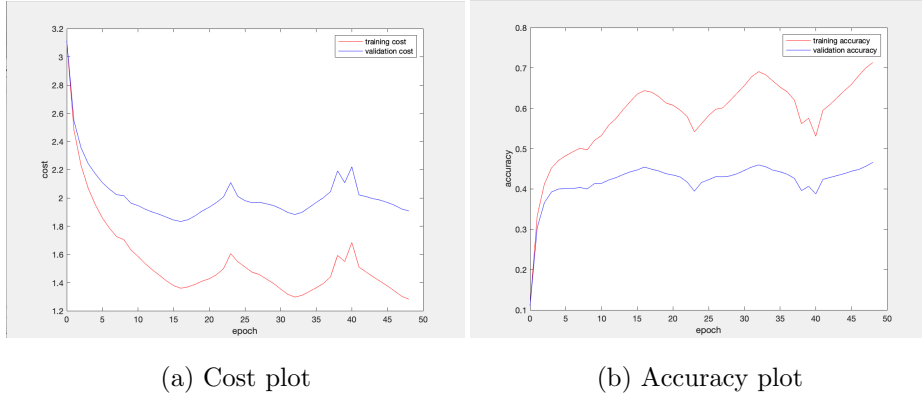 3.2
3
2.8
2.6
2.4
2.2
2
1.8
1.6
1.4
1.2
cost
0 5 10 15 20 25 30 35 40 45 50
epoch
training cost
validation cost
(a) Cost plot
0.8
0.7
0.6
0.5
0.4
0.3
0.2
0.1
accuracy
0 5 10 15 20 25 30 35 40 45 50
epoch
training accuracy
validation accuracy
(b) Accuracy plot